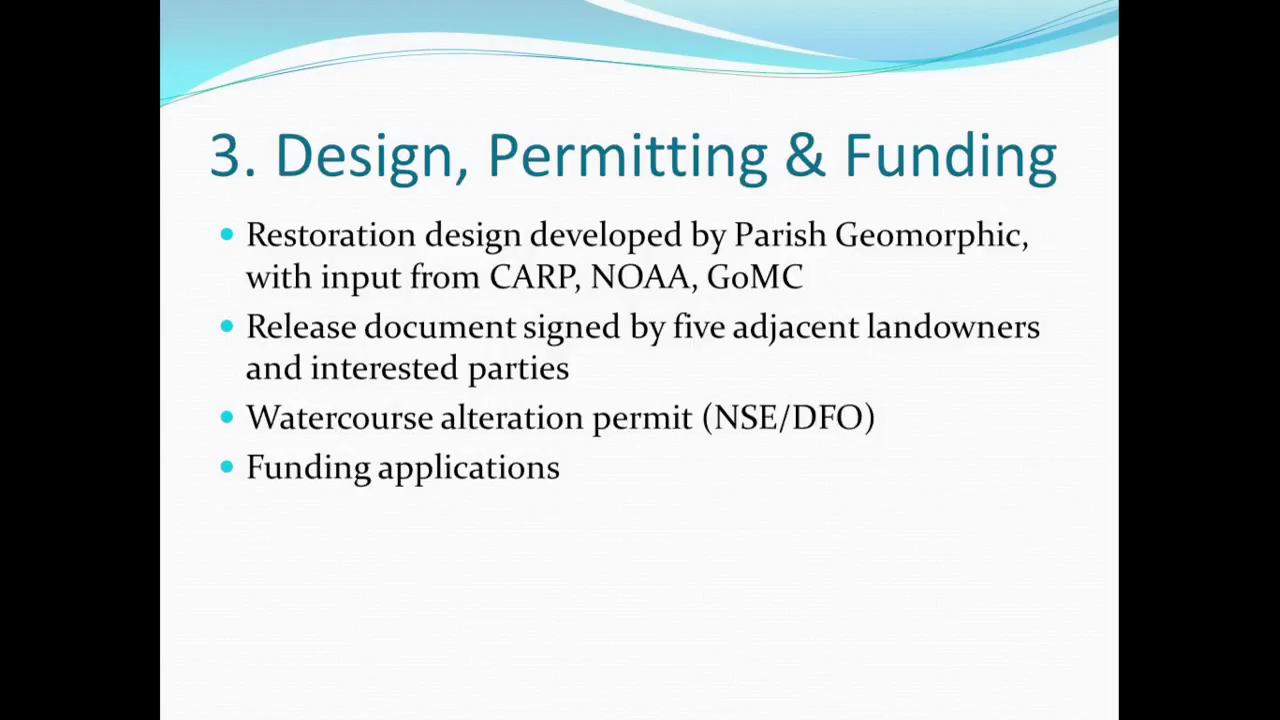 3. Design, Permitting & Funding
• Restoration design developed by Parish Geomorphic,
with input from CARP, NOAA, GoMC
• Release document signed by five adjacent landowners
and interested parties
• Watercourse alteration permit (NSE/DFO)
• Funding applications